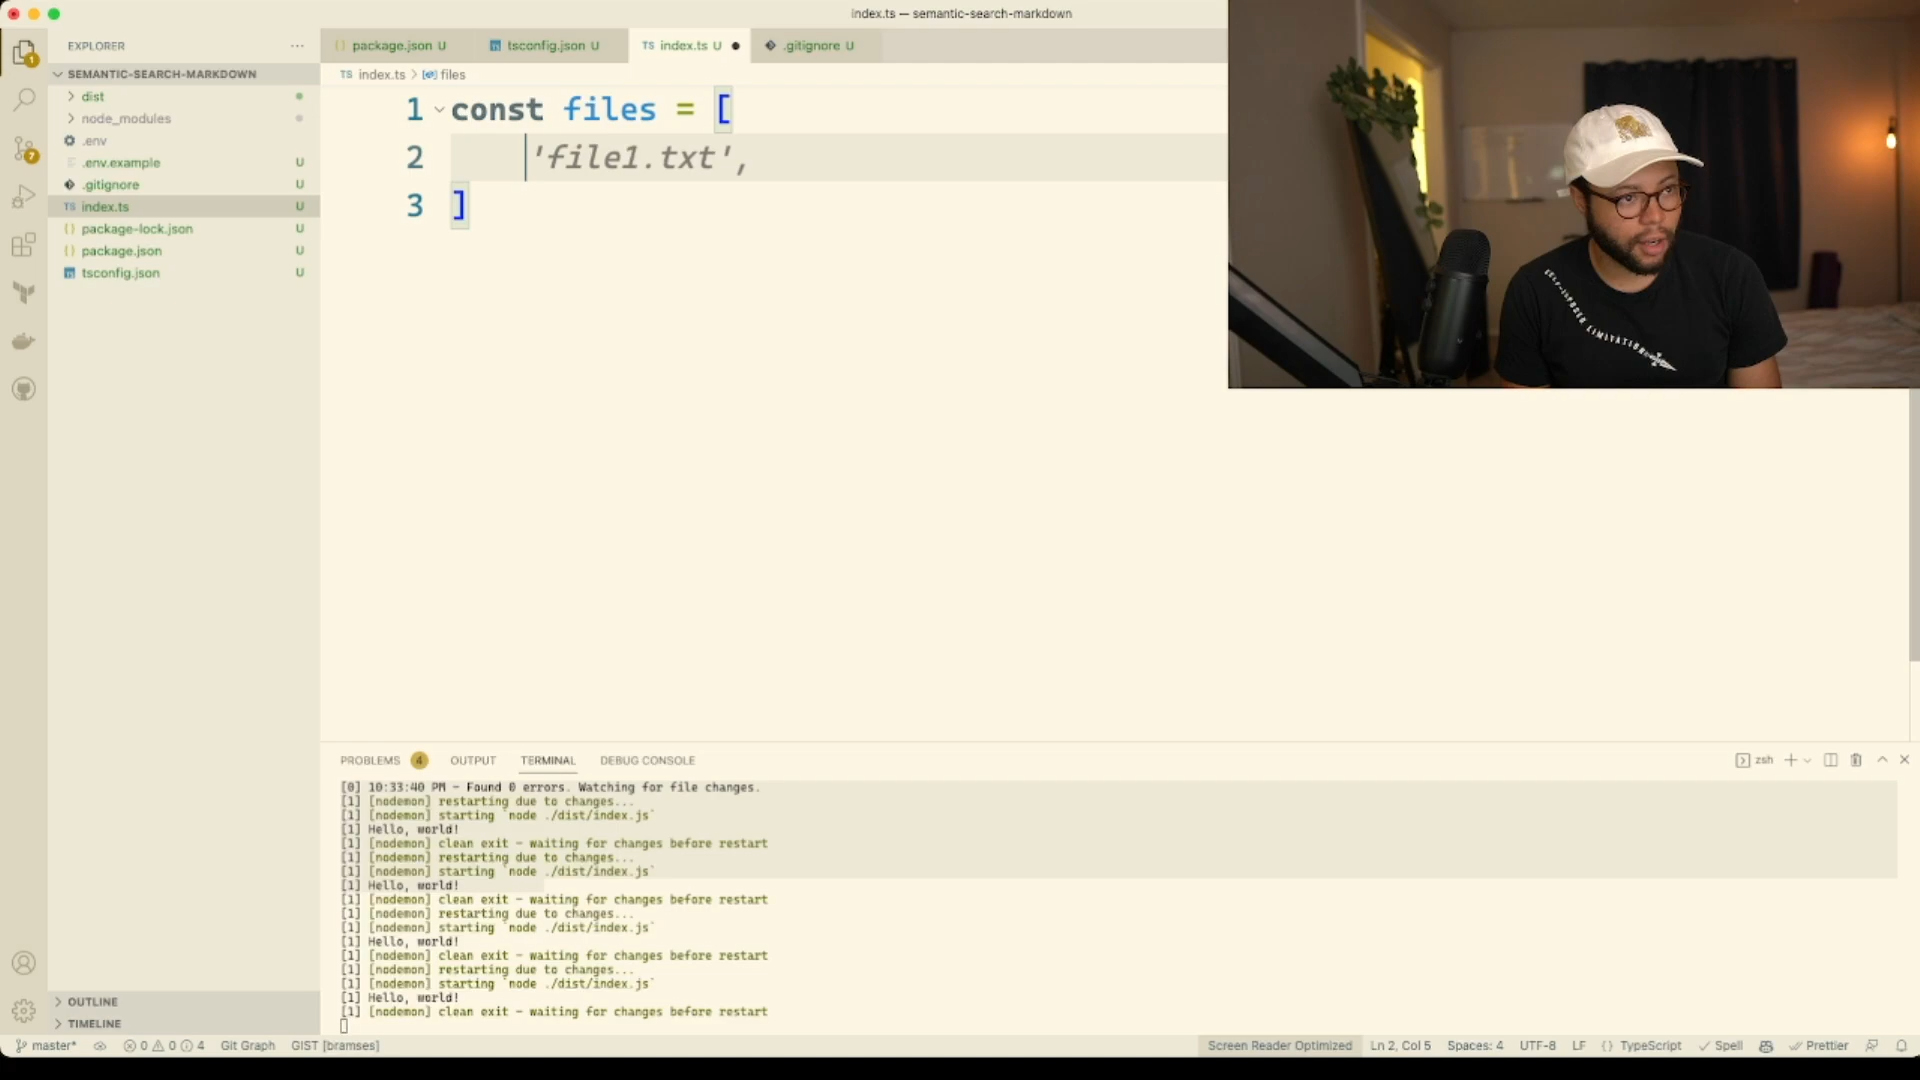 index.ts — semantic-search-markdown
EXPLORER
SEMANTIC-SEARCH-MARKDOWN
dist
node_modules
.env
.env.example U
.gitignore U
index.ts U
package-lock.json U
package.json U
tsconfig.json U
OUTLINE
TIMELINE
package.json U
tsconfig.json U
index.ts U
.gitignore U
index.ts > files
1 const files = [
2 'file1.txt',
3 ]
SELF-IMPOSED LIMITATION
PROBLEMS 4 OUTPUT TERMINAL DEBUG CONSOLE
zsh
[0] 10:33:40 PM - Found 0 errors. Watching for file changes.
[1] [nodemon] restarting due to changes...
[1] [nodemon] starting `node ./dist/index.js`
[1] Hello, world!
[1] [nodemon] clean exit - waiting for changes before restart
[1] [nodemon] restarting due to changes...
[1] [nodemon] starting `node ./dist/index.js`
[1] Hello, world!
[1] [nodemon] clean exit - waiting for changes before restart
[1] [nodemon] restarting due to changes...
[1] [nodemon] starting `node ./dist/index.js`
[1] Hello, world!
[1] [nodemon] clean exit - waiting for changes before restart
[1] [nodemon] restarting due to changes...
[1] [nodemon] starting `node ./dist/index.js`
[1] Hello, world!
[1] [nodemon] clean exit - waiting for changes before restart
master* 0 0 4 Git Graph GIST [bramses]
Screen Reader Optimized Ln 2, Col 5 Spaces: 4 UTF-8 LF {} TypeScript Spell Prettier